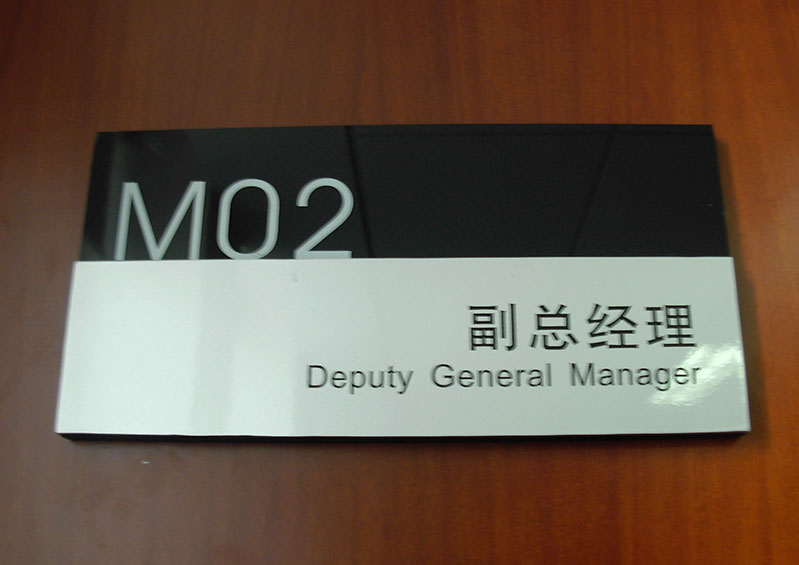 M02
副总经理
Deputy General Manager